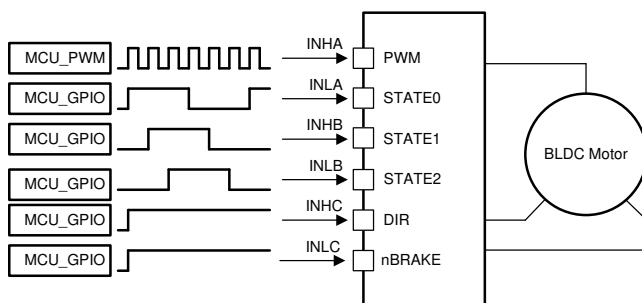 MCU_PWM INHA PWM
MCU_GPIO INLA STATE0
MCU_GPIO INHB STATE1
MCU_GPIO INLB STATE2
MCU_GPIO INHC DIR
MCU_GPIO INLC nBRAKE
BLDC Motor